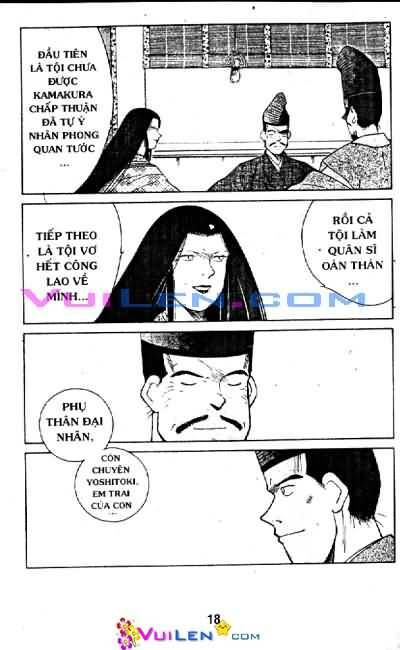 ĐẦU TIÊN
LÀ TỘI CHƯA
ĐƯỢC
KAMAKURA
CHẤP THUẬN
ĐÃ TỰ Ý
NHÂN PHONG
QUAN TƯỚC
...
TIẾP THEO
LÀ TỘI VƠ
HẾT CÔNG
LAO VỀ
MÌNH...
RỒI CẢ
TỘI LÀM
QUÂN SĨ
OÁN THÁN
VUILEN.COM
PHỤ
THÂN ĐẠI
NHÂN,
CÒN
CHUYỆN
YOSHITOKI,
EM TRAI
CỦA CON
...
18
VUILEN.COM